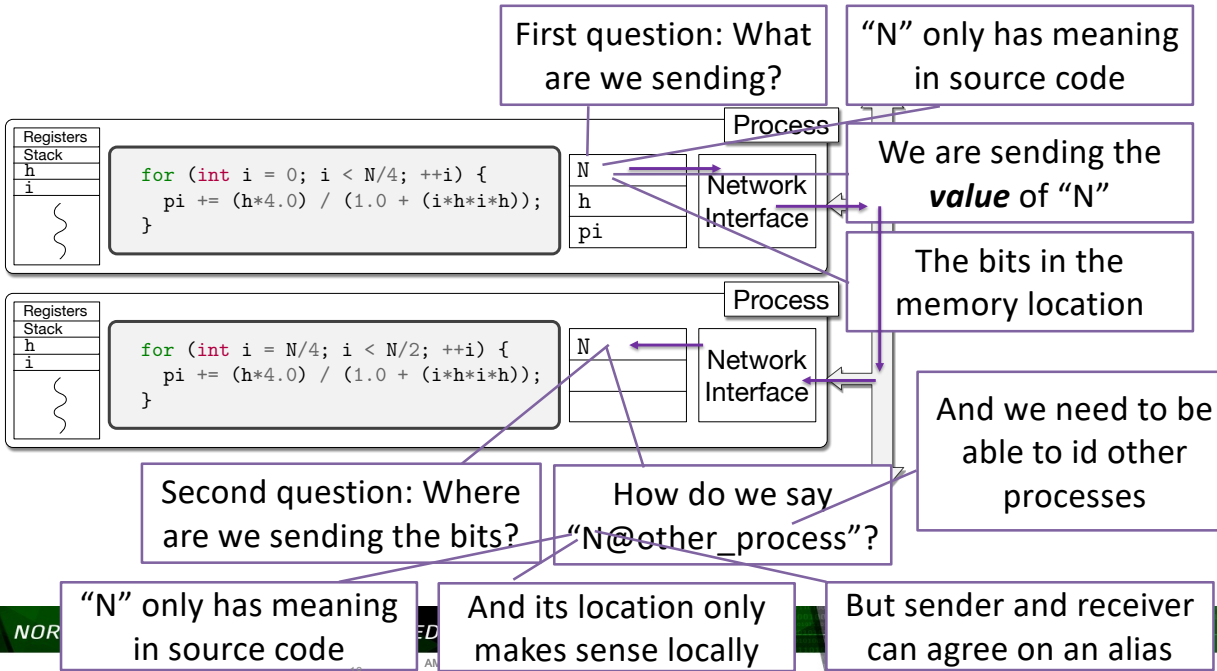 First question: What
are we sending?
“N” only has meaning
in source code
Process
Registers
Stack
h
i
for (int i = 0; i < N/4; ++i) {
pi += (h*4.0) / (1.0 + (i*h*i*h));
}
N
h
pi
Network
Interface
We are sending the
value of “N”
The bits in the
memory location
Process
Registers
Stack
h
i
for (int i = N/4; i < N/2; ++i) {
pi += (h*4.0) / (1.0 + (i*h*i*h));
}
N
Network
Interface
And we need to be
able to id other
processes
Second question: Where
are we sending the bits?
How do we say
“N@other_process”?
“N” only has meaning
in source code
And its location only
makes sense locally
But sender and receiver
can agree on an alias